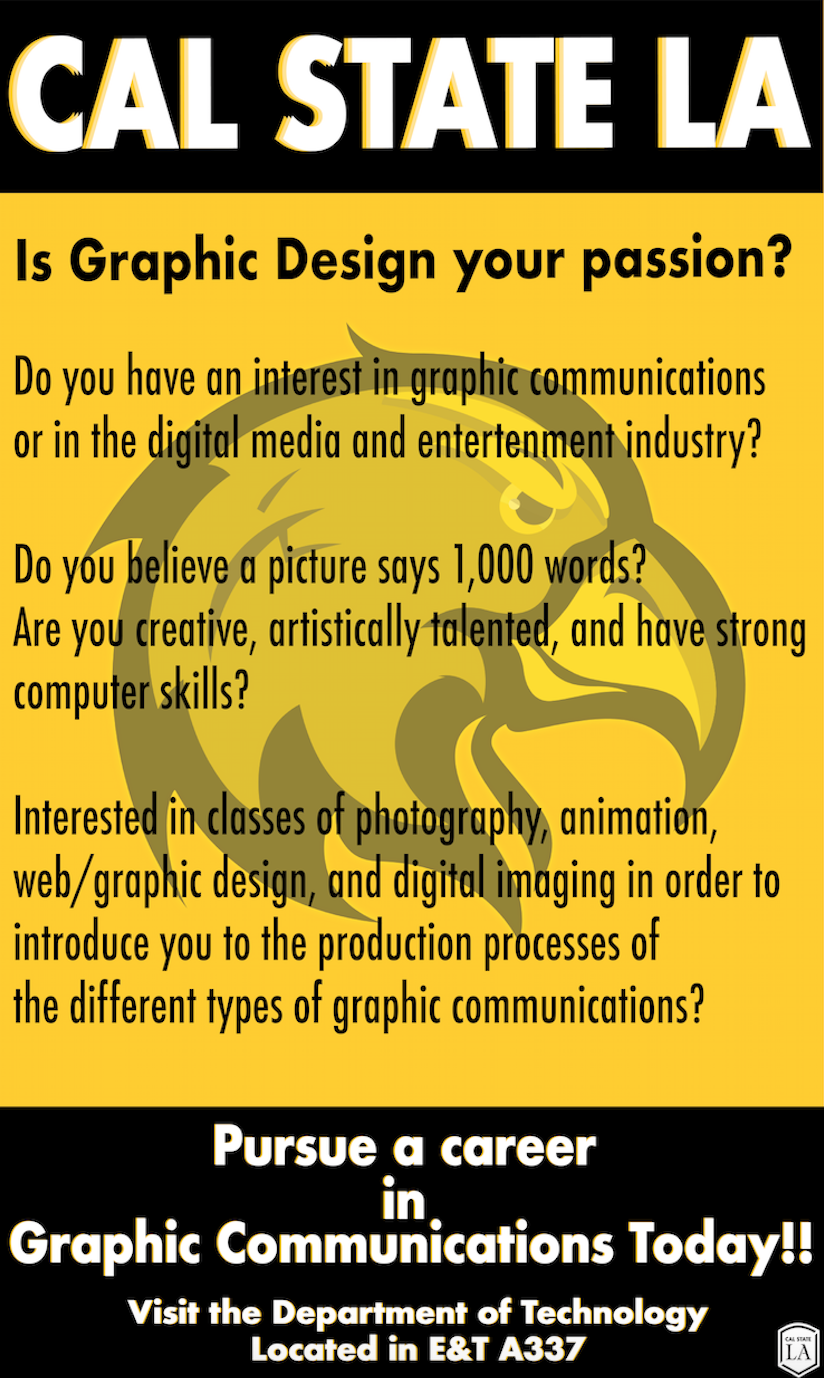 CAL STATE LA
Is Graphic Design your passion?
Do you have an interest in graphic communications
or in the digital media and entertenment industry?
Do you believe a picture says 1,000 words?
Are you creative, artistically talented, and have strong
computer skills?
Interested in classes of photography, animation,
web/graphic design, and digital imaging in order to
introduce you to the production processes of
the different types of graphic communications?
Pursue a career
in
Graphic Communications Today!!
Visit the Department of Technology
Located in E&T A337
CAL STATE
LA